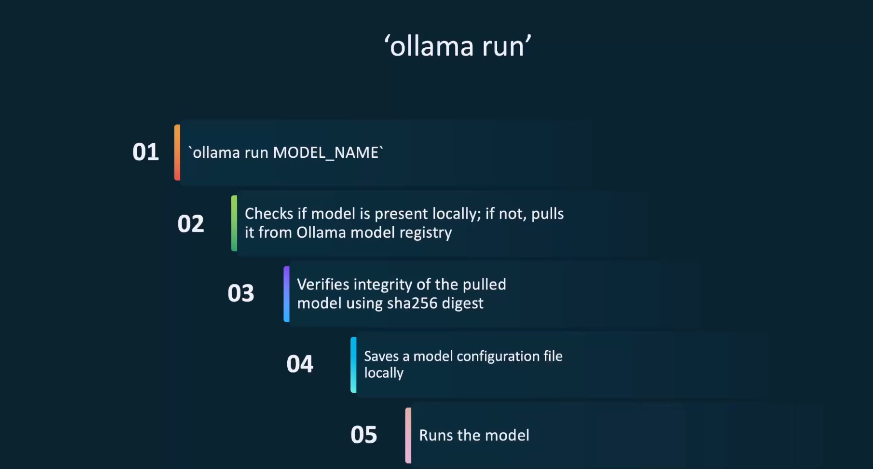 ‘ollama run’
01
`ollama run MODEL_NAME`
02
Checks if model is present locally; if not, pulls
it from Ollama model registry
03
Verifies integrity of the pulled
model using sha256 digest
04
Saves a model configuration file
locally
05
Runs the model